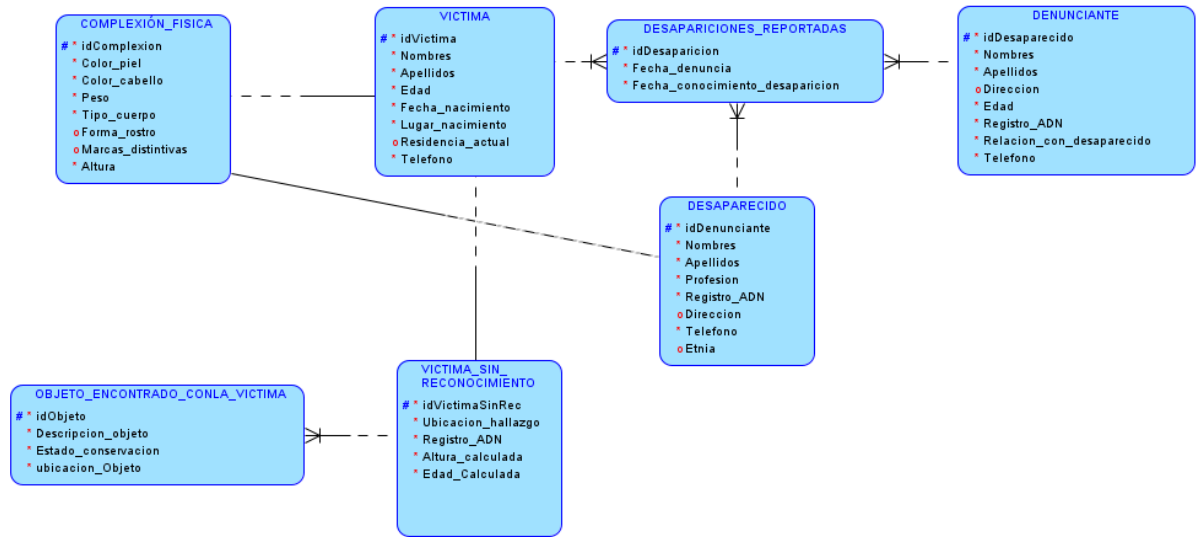 COMPLEXIÓN_FISICA
# * idComplexion
* Color_piel
* Color_cabello
* Peso
* Tipo_cuerpo
o Forma_rostro
o Marcas_distintivas
* Altura
VICTIMA
# * idVictima
* Nombres
* Apellidos
* Edad
* Fecha_nacimiento
* Lugar_nacimiento
o Residencia_actual
* Telefono
DESAPARICIONES_REPORTADAS
# * idDesaparicion
* Fecha_denuncia
* Fecha_conocimiento_desaparicion
DENUNCIANTE
# * idDesaparecido
* Nombres
* Apellidos
o Direccion
* Edad
* Registro_ADN
* Relacion_con_desaparecido
* Telefono
DESAPARECIDO
# * idDenunciante
* Nombres
* Apellidos
* Profesion
* Registro_ADN
o Direccion
* Telefono
o Etnia
OBJETO_ENCONTRADO_CONLA_VICTIMA
# * idObjeto
* Descripcion_objeto
* Estado_conservacion
* ubicacion_Objeto
VICTIMA_SIN_
RECONOCIMIENTO
# * idVictimaSinRec
* Ubicacion_hallazgo
* Registro_ADN
* Altura_calculada
* Edad_Calculada